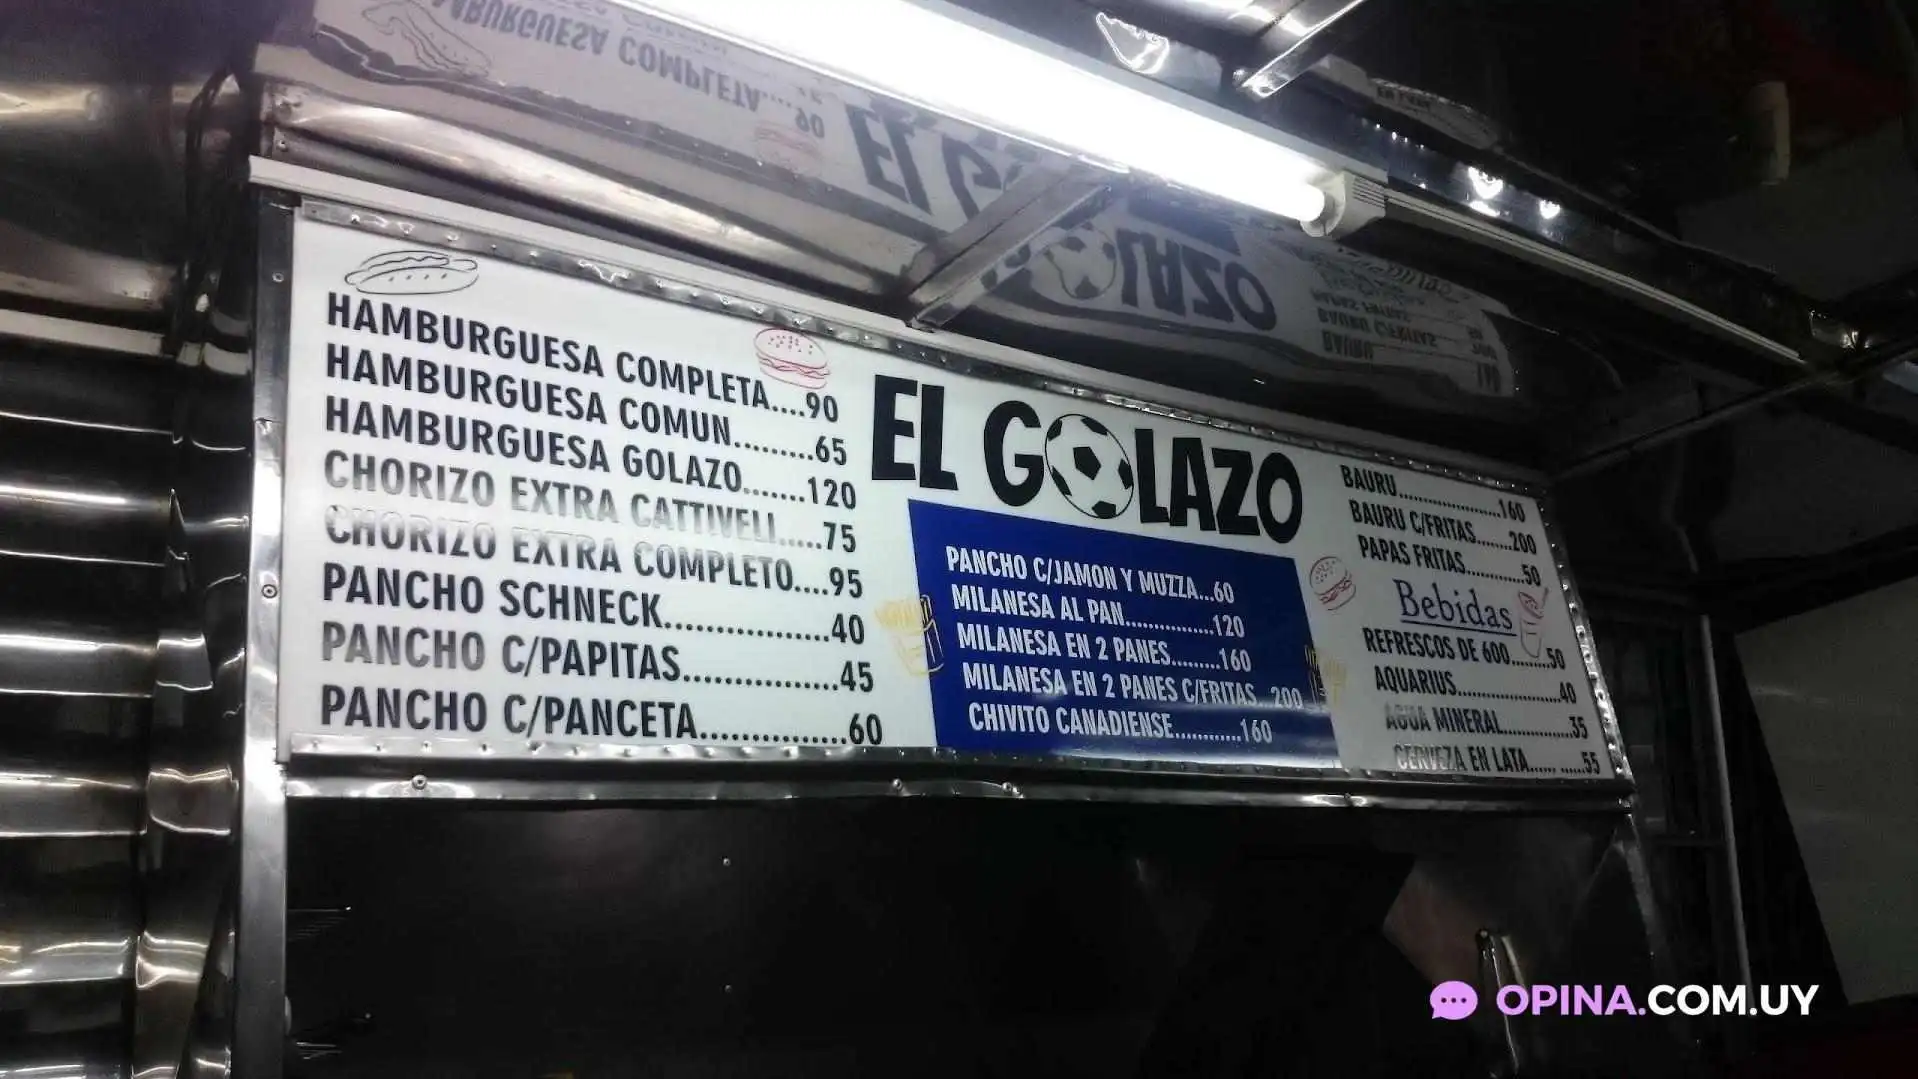 HAMBURGUESA COMPLETA....90
HAMBURGUESA COMUN.........65
HAMBURGUESA GOLAZO.......120
CHORIZO EXTRA CATTIVELI.....75
CHORIZO EXTRA COMPLETO....95
PANCHO SCHNECK.................40
PANCHO C/PAPITAS................45
PANCHO C/PANCETA...............60
EL GOLAZO
PANCHO C/JAMON Y MUZZA...60
MILANESA AL PAN................120
MILANESA EN 2 PANES.........160
MILANESA EN 2 PANES C/FRITAS...200
CHIVITO CANADIENSE............160
BAURU....................160
BAURU C/FRITAS.......200
PAPAS FRITAS...........50
Bebidas
REFRESCOS DE 600.........50
AQUARIUS....................40
AGUA MINERAL.............35
CERVEZA EN LATA...........55
OPINA.COM.UY